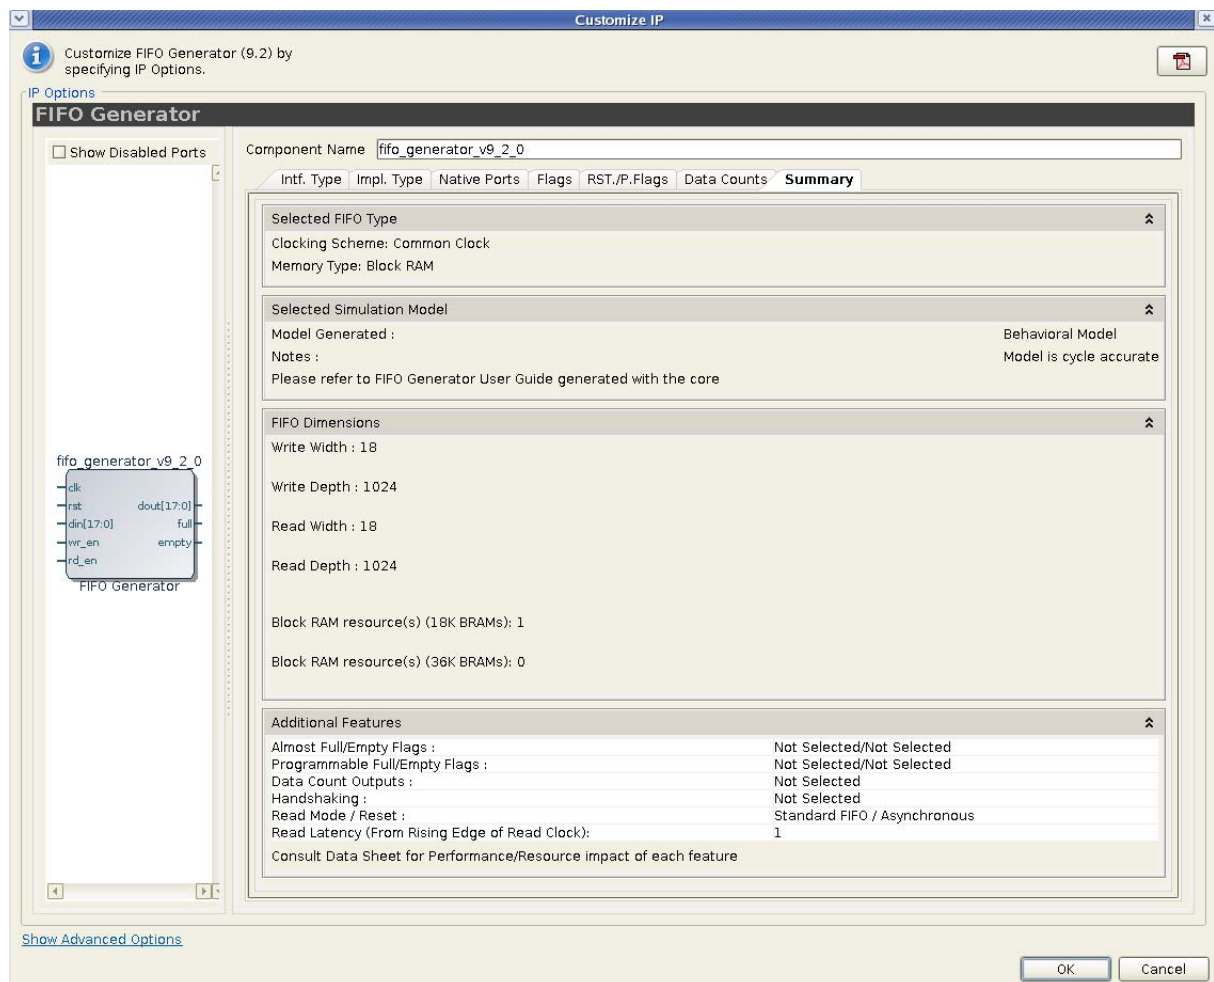 Customize IP
Customize FIFO Generator (9.2) by
specifying IP Options.
IP Options
FIFO Generator
Show Disabled Ports
Component Name fifo_generator_v9_2_0
Intf. Type Impl. Type Native Ports Flags RST./P.Flags Data Counts Summary
Selected FIFO Type
Clocking Scheme: Common Clock
Memory Type: Block RAM
Selected Simulation Model
Model Generated : Behavioral Model
Notes : Model is cycle accurate
Please refer to FIFO Generator User Guide generated with the core
FIFO Dimensions
Write Width : 18
Write Depth : 1024
Read Width : 18
Read Depth : 1024
Block RAM resource(s) (18K BRAMs): 1
Block RAM resource(s) (36K BRAMs): 0
fifo_generator_v9_2_0
clk
rst dout[17:0]
din[17:0] full
wr_en empty
rd_en
FIFO Generator
Additional Features
Almost Full/Empty Flags : Not Selected/Not Selected
Programmable Full/Empty Flags : Not Selected/Not Selected
Data Count Outputs : Not Selected
Handshaking : Not Selected
Read Mode / Reset : Standard FIFO / Asynchronous
Read Latency (From Rising Edge of Read Clock): 1
Consult Data Sheet for Performance/Resource impact of each feature
Show Advanced Options
OK Cancel